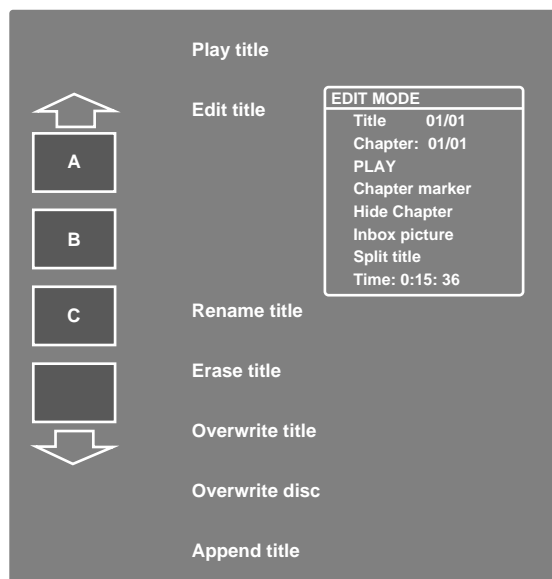 Play title
Edit title
EDIT MODE
Title 01/01
Chapter: 01/01
PLAY
Chapter marker
Hide Chapter
Inbox picture
Split title
Time: 0:15: 36
A
B
C
Rename title
Erase title
Overwrite title
Overwrite disc
Append title